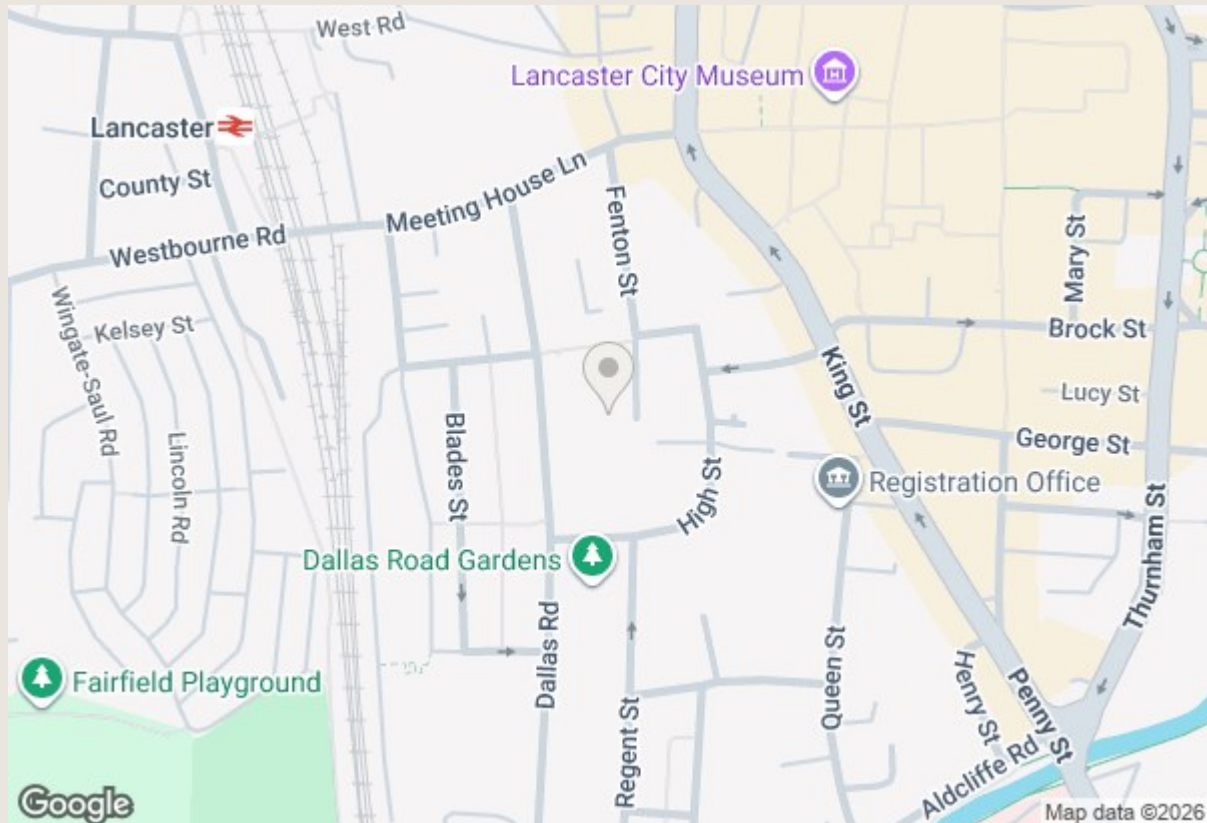 West Rd
Lancaster City Museum
Lancaster
County St
Meeting House Ln
Fenton St
Westbourne Rd
Mary St
Wingate-Saul Rd
Kelsey St
Brock St
King St
Lucy St
Blades St
Lincoln Rd
George St
High St
Registration Office
Dallas Road Gardens
Thurnham St
Dallas Rd
Queen St
Henry St
Fairfield Playground
Regent St
Penny St
Aldcliffe Rd
Google
Map data ©2026